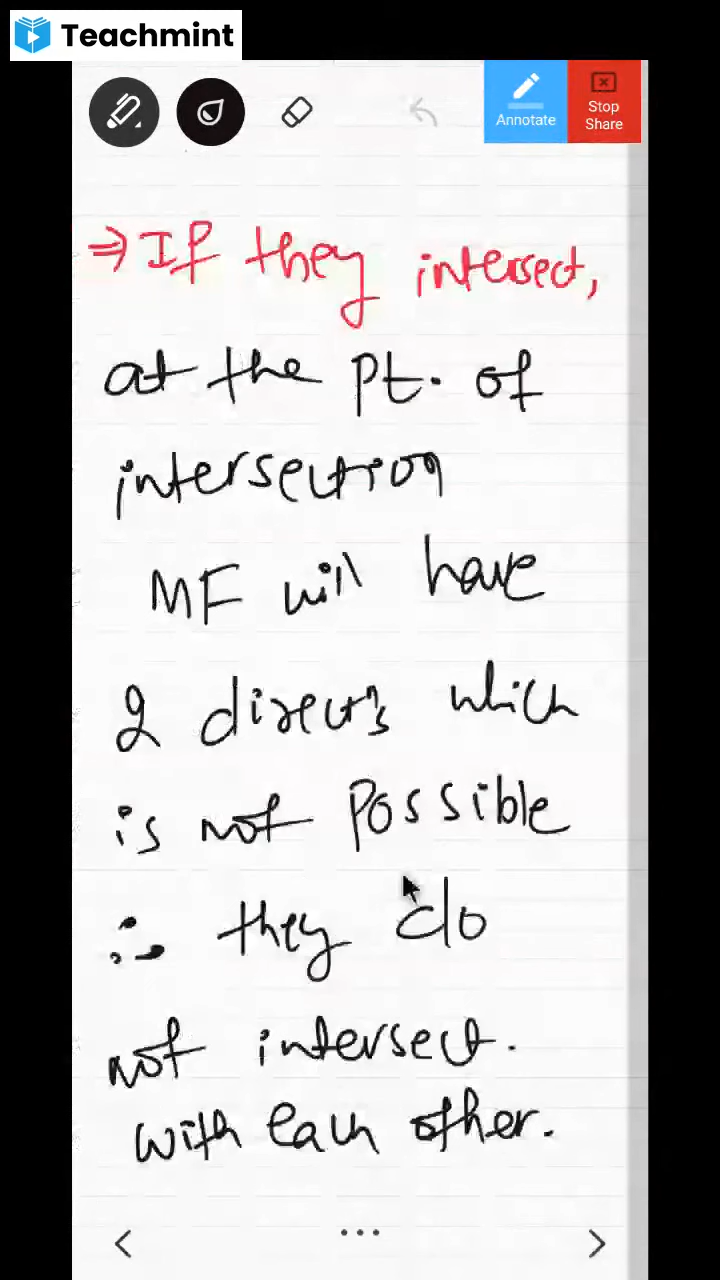 Teachmint
Annotate
Stop
Share
⇒ If they intersect,
at the Pt. of
intersection
MF will have
2 direct's which
is not possible
∴ they do
not intersect.
with each other.